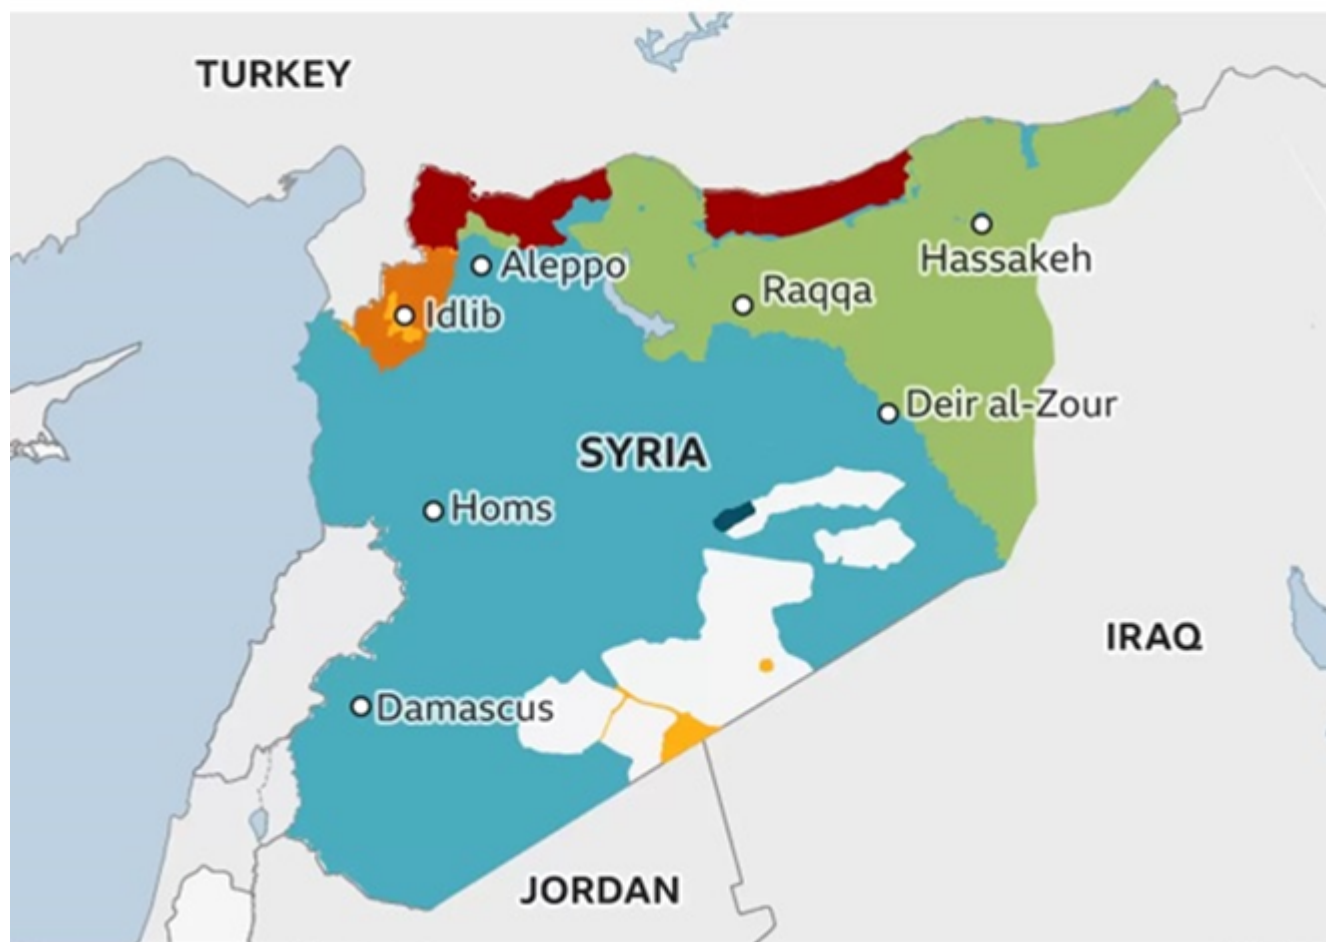 TURKEY
Aleppo
Hassakeh
Raqqa
Idlib
Deir al-Zour
SYRIA
Homs
IRAQ
Damascus
JORDAN